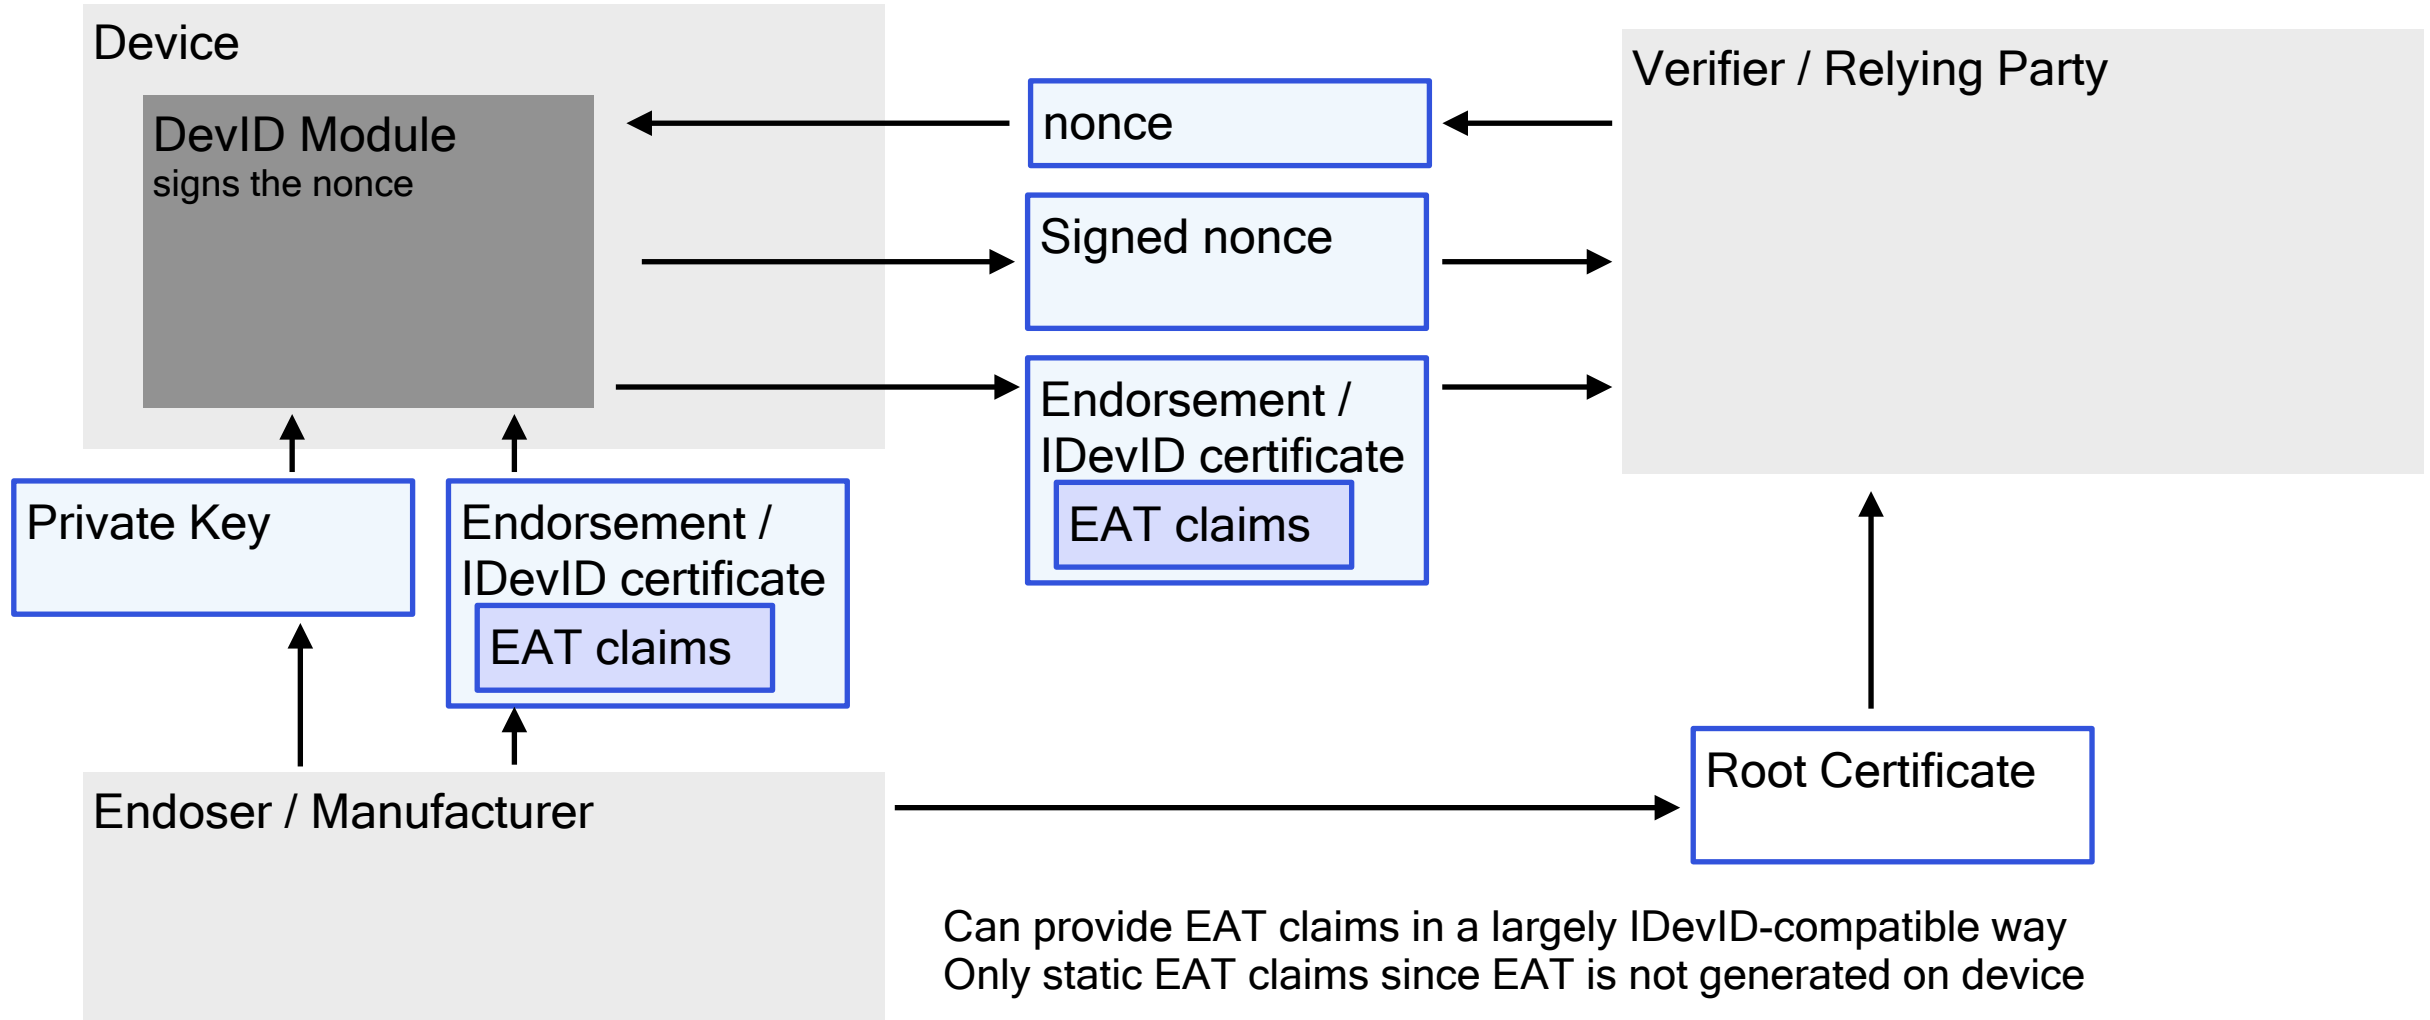 Device
DevID Module
signs the nonce
nonce
Signed nonce
Endorsement /
IDevID certificate
EAT claims
Verifier / Relying Party
Private Key
Endorsement /
IDevID certificate
EAT claims
Endoser / Manufacturer
Root Certificate
Can provide EAT claims in a largely IDevID-compatible way
Only static EAT claims since EAT is not generated on device